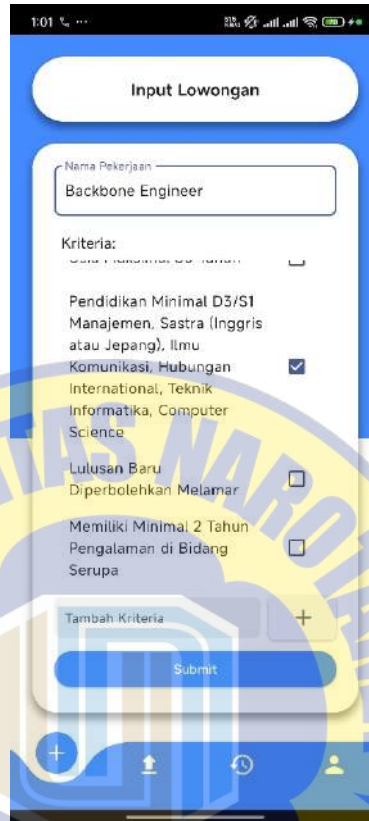 1:01
Input Lowongan
Nama Pekerjaan
Backbone Engineer
Kriteria:
Pendidikan Minimal D3/S1
Manajemen, Sastra (Inggris
atau Jepang), Ilmu
Komunikasi, Hubungan
International, Teknik
Informatika, Computer
Science
Lulusan Baru
Diperbolehkan Melamar
Memiliki Minimal 2 Tahun
Pengalaman di Bidang
Serupa
Tambah Kriteria
+
Submit
+